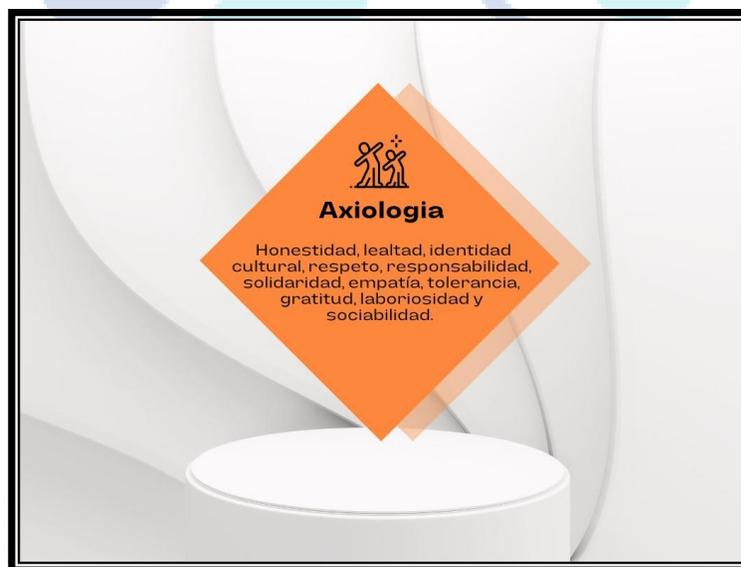 Axiologia
Honestidad, lealtad, identidad
cultural, respeto, responsabilidad,
solidaridad, empatía, tolerancia,
gratitud, laboriosidad y
sociabilidad.